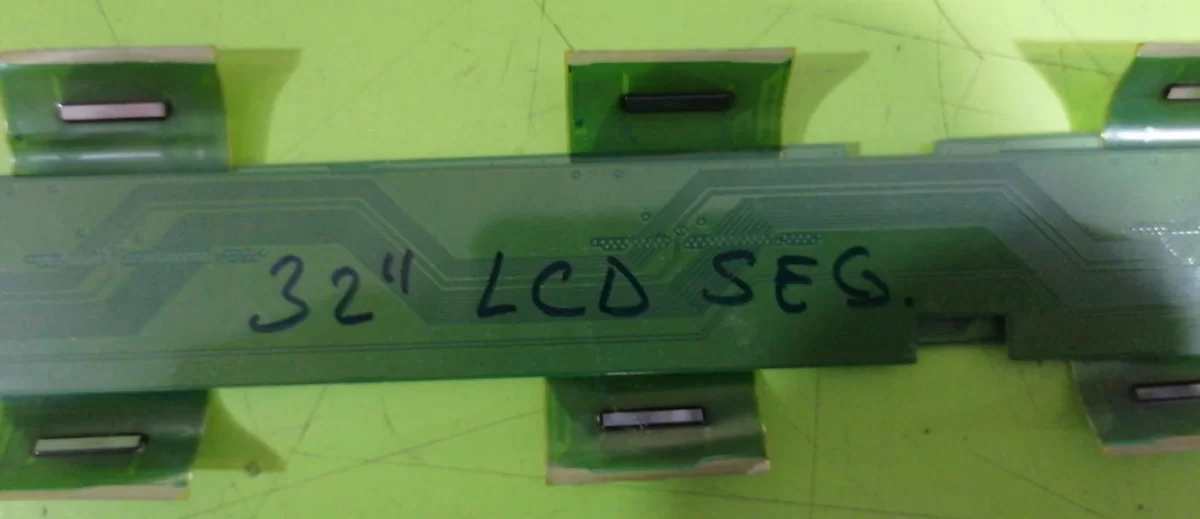 32" LCD SEG.